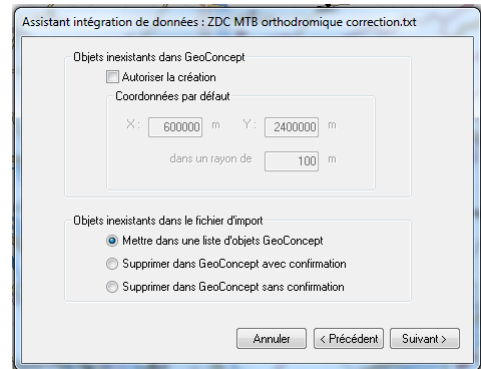 Assistant intégration de données : ZDC MTB orthodromique correction.txt
Objets inexistants dans GeoConcept
Autoriser la création
Coordonnées par défaut
X : 600000 m Y : 2400000 m
dans un rayon de 100 m
Objets inexistants dans le fichier d'import
Mettre dans une liste d'objets GeoConcept
Supprimer dans GeoConcept avec confirmation
Supprimer dans GeoConcept sans confirmation
Annuler < Précédent Suivant >